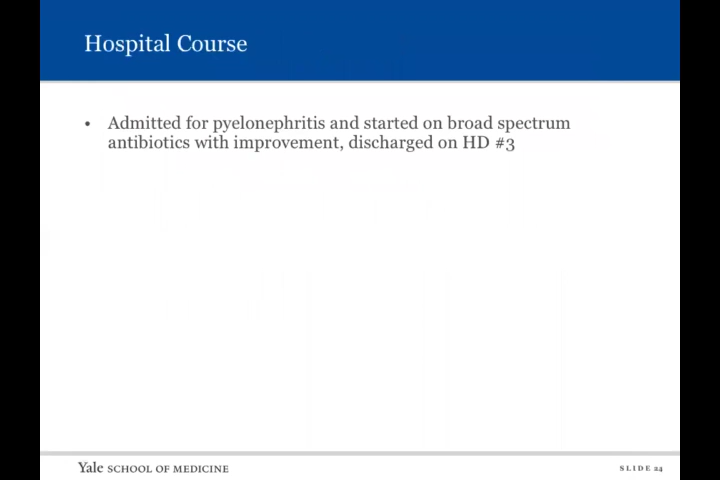 Hospital Course
• Admitted for pyelonephritis and started on broad spectrum
antibiotics with improvement, discharged on HD #3
Yale SCHOOL OF MEDICINE
SLIDE 24